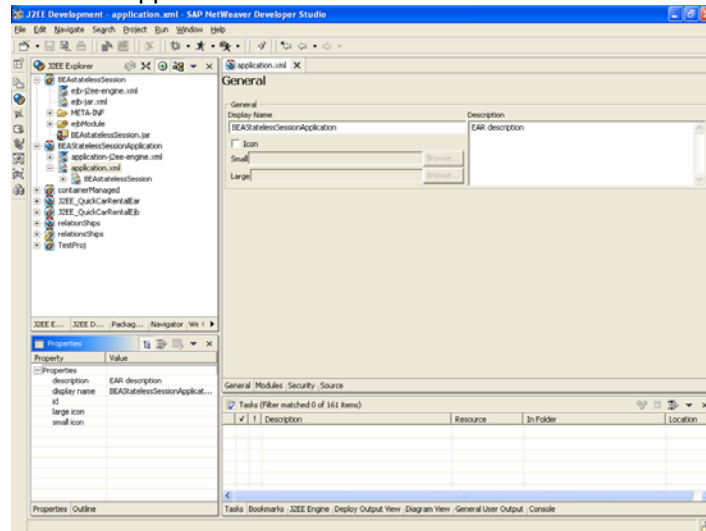 J2EE Development - application.xml - SAP NetWeaver Developer Studio
File Edit Navigate Search Project Run Window Help
J2EE Explorer
BEAstatelessSession
ejb-j2ee-engine.xml
ejb-jar.xml
META-INF
ejbModule
BEAstatelessSession.jar
BEAStatelessSessionApplication
application-j2ee-engine.xml
application.xml
BEAstatelessSession
containerManaged
J2EE_QuickCarRentalEar
J2EE_QuickCarRentalEjb
relationShips
relationsShips
TestProj
J2EE E... J2EE D... Packag... Navigator
application.xml
General
General
Display Name Description
BEAStatelessSessionApplication EAR description
Icon
Small Browse...
Large Browse...
General Modules Security Source
Properties
Property Value
Properties
description EAR description
display name BEAStatelessSessionApplicat...
id
large icon
small icon
Properties Outline
Tasks (Filter matched 0 of 161 items)
! Description Resource In Folder Location
Tasks Bookmarks J2EE Engine Deploy Output View Diagram View General User Output Console